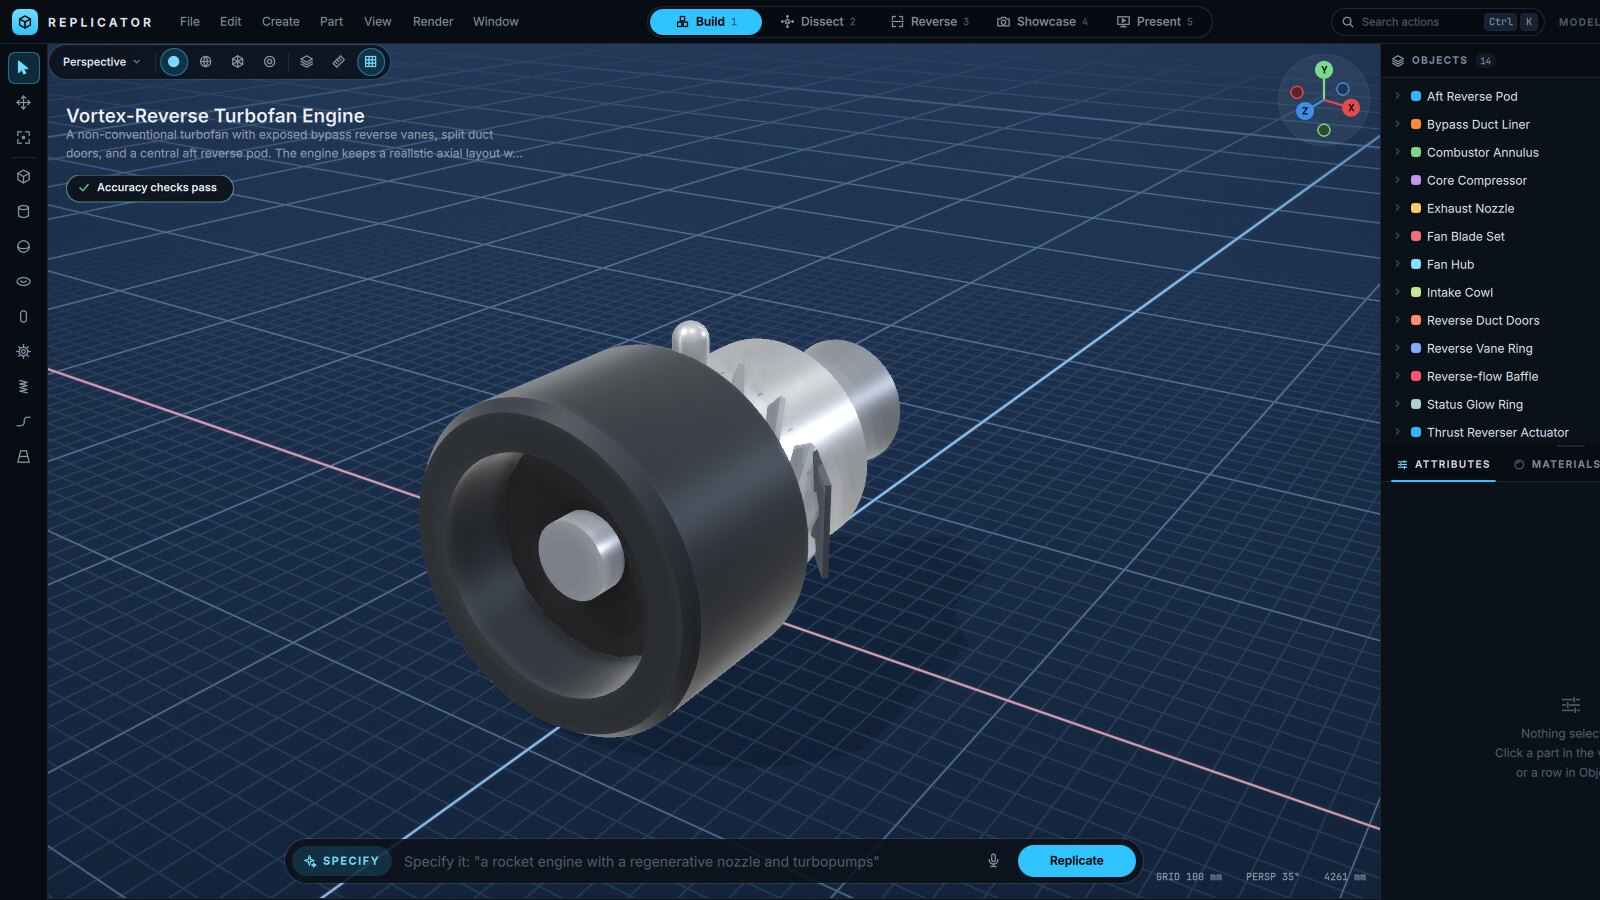 REPLICATOR File Edit Create Part View Render Window Build 1 Dissect 2 Reverse 3 Showcase 4 Present 5 Search actions Ctrl K
Perspective
Y
X
Z
Vortex-Reverse Turbofan Engine
A non-conventional turbofan with exposed bypass reverse vanes, split duct
doors, and a central aft reverse pod. The engine keeps a realistic axial layout w...
Accuracy checks pass
OBJECTS 14
Aft Reverse Pod
Bypass Duct Liner
Combustor Annulus
Core Compressor
Exhaust Nozzle
Fan Blade Set
Fan Hub
Intake Cowl
Reverse Duct Doors
Reverse Vane Ring
Reverse-flow Baffle
Status Glow Ring
Thrust Reverser Actuator
ATTRIBUTES MATERIALS
Nothing
Click a part in the
or a row in
SPECIFY Specify it: "a rocket engine with a regenerative nozzle and turbopumps" Replicate
GRID 100 mm PERSP 35° 4261 mm